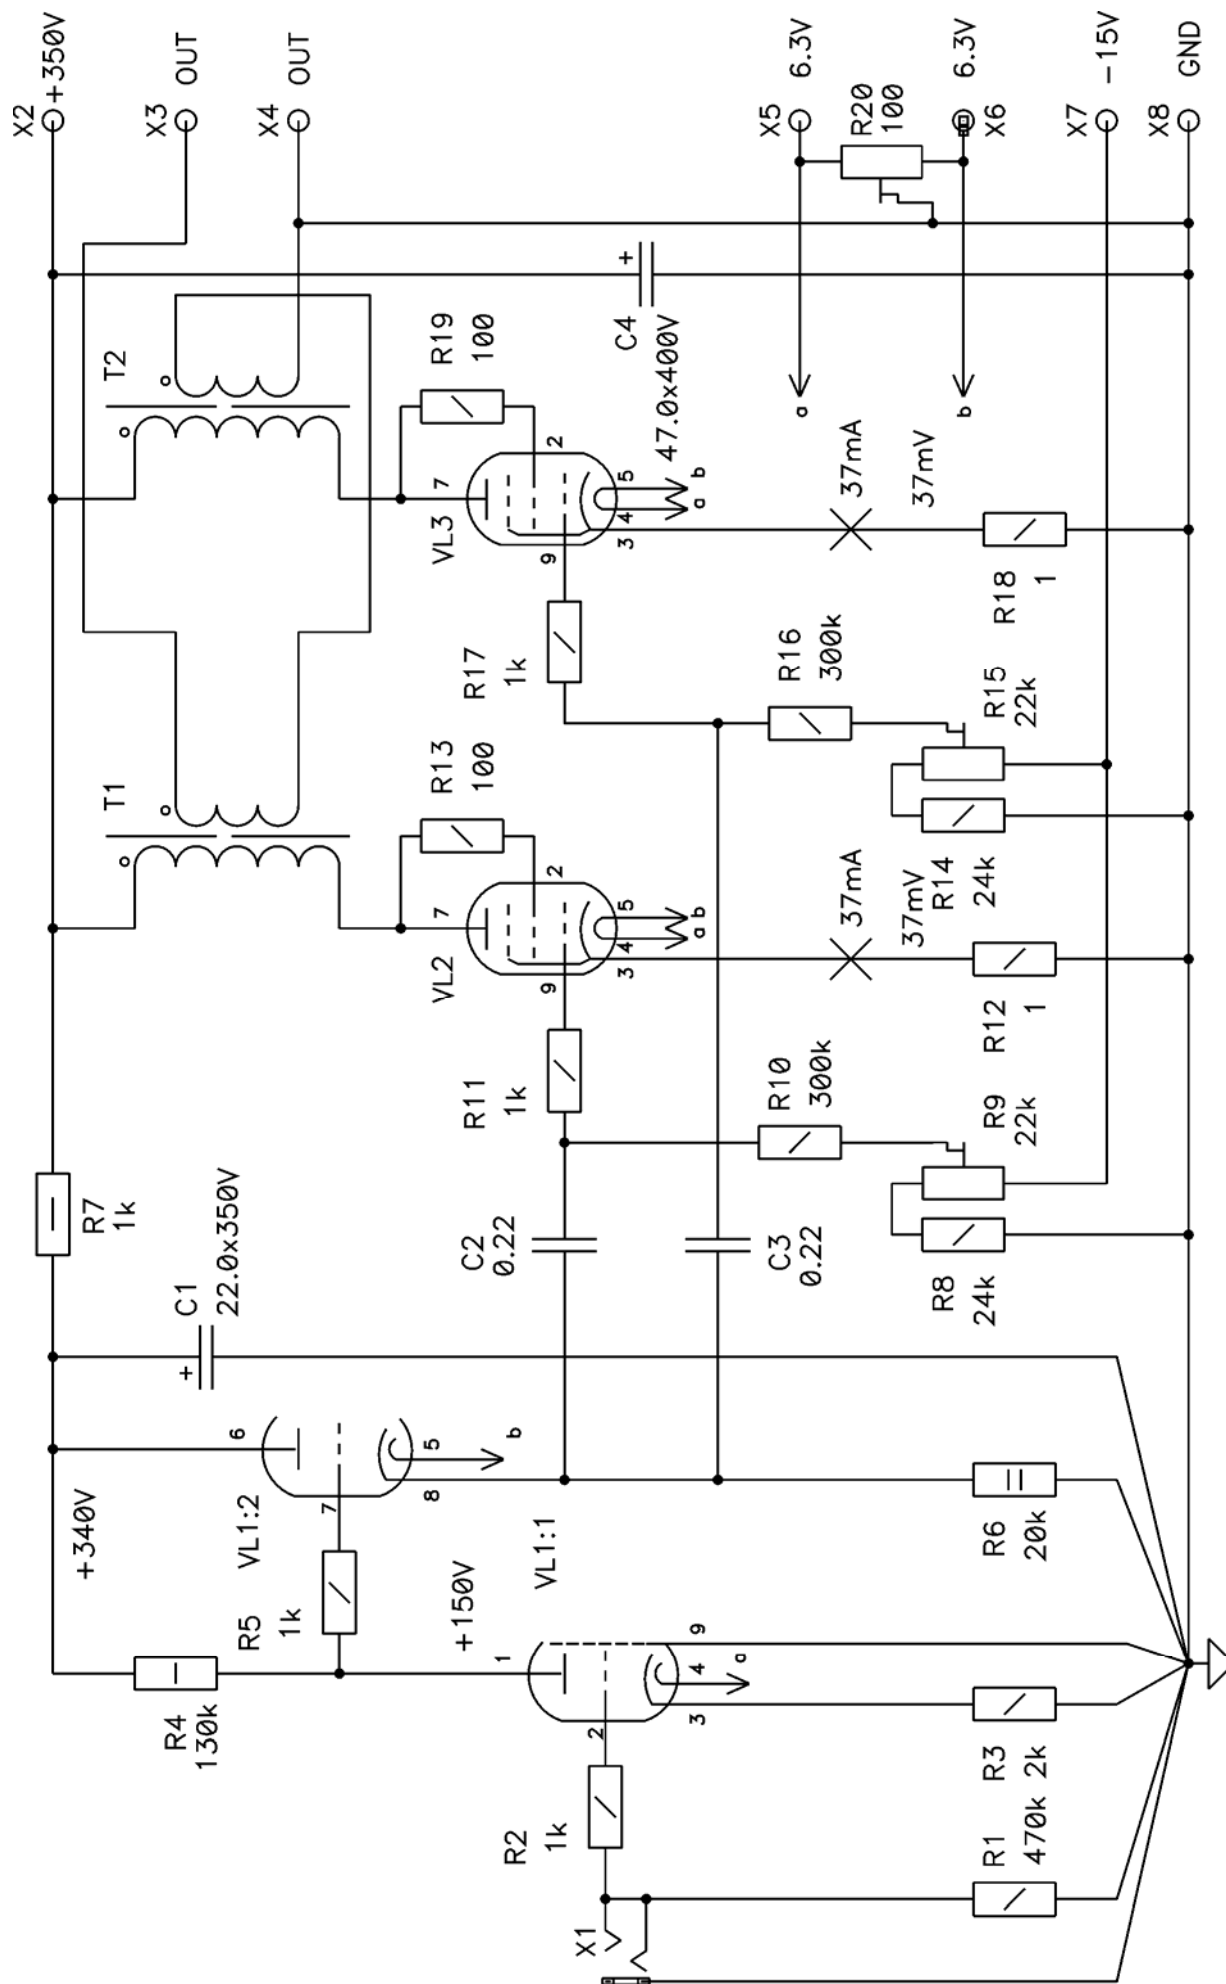 X1
R2
1k
R1
470k
R4
130k
R5
1k
+340V
+150V
1
2
3
4
9
a
R3
2k
VL1:2
6
7
8
5
b
VL1:1
R6
20k
C1
+
22.0x350V
R7
1k
C2
0.22
C3
0.22
R8
24k
R9
22k
R10
300k
R11
1k
VL2
7
9
2
3
4
5
a
b
R12
1
37mA
37mV
T1
R13
100
R14
24k
R15
22k
R16
300k
R17
1k
VL3
7
9
2
3
4
5
a
b
R18
1
37mA
37mV
T2
R19
100
C4
+
47.0x400V
a
b
R20
100
X2
+350V
X3
OUT
X4
OUT
X5
6.3V
X6
6.3V
X7
-15V
X8
GND